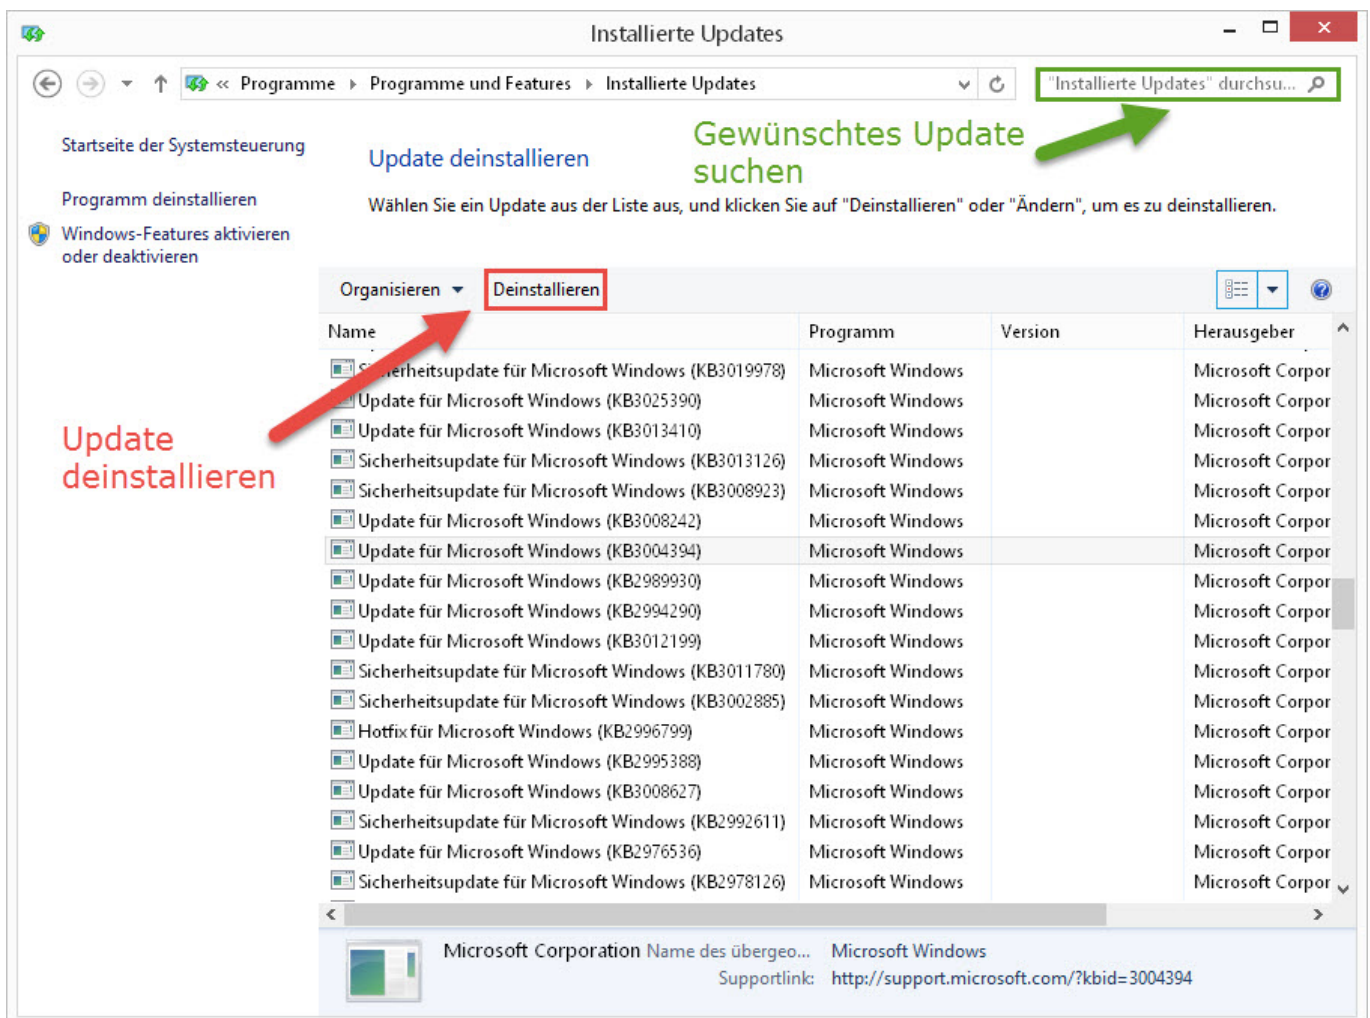 Installierte Updates
« Programme Programme und Features Installierte Updates
"Installierte Updates" durchsu...
Gewünschtes Update
suchen
Startseite der Systemsteuerung
Programm deinstallieren
Windows-Features aktivieren
oder deaktivieren
Update deinstallieren
Wählen Sie ein Update aus der Liste aus, und klicken Sie auf "Deinstallieren" oder "Ändern", um es zu deinstallieren.
Organisieren Deinstallieren
Name Programm Version Herausgeber
Sicherheitsupdate für Microsoft Windows (KB3019978) Microsoft Windows Microsoft Corpor
Update für Microsoft Windows (KB3025390) Microsoft Windows Microsoft Corpor
Update für Microsoft Windows (KB3013410) Microsoft Windows Microsoft Corpor
Sicherheitsupdate für Microsoft Windows (KB3013126) Microsoft Windows Microsoft Corpor
Sicherheitsupdate für Microsoft Windows (KB3008923) Microsoft Windows Microsoft Corpor
Update für Microsoft Windows (KB3008242) Microsoft Windows Microsoft Corpor
Update für Microsoft Windows (KB3004394) Microsoft Windows Microsoft Corpor
Update für Microsoft Windows (KB2989930) Microsoft Windows Microsoft Corpor
Update für Microsoft Windows (KB2994290) Microsoft Windows Microsoft Corpor
Update für Microsoft Windows (KB3012199) Microsoft Windows Microsoft Corpor
Sicherheitsupdate für Microsoft Windows (KB3011780) Microsoft Windows Microsoft Corpor
Sicherheitsupdate für Microsoft Windows (KB3002885) Microsoft Windows Microsoft Corpor
Hotfix für Microsoft Windows (KB2996799) Microsoft Windows Microsoft Corpor
Update für Microsoft Windows (KB2995388) Microsoft Windows Microsoft Corpor
Update für Microsoft Windows (KB3008627) Microsoft Windows Microsoft Corpor
Sicherheitsupdate für Microsoft Windows (KB2992611) Microsoft Windows Microsoft Corpor
Update für Microsoft Windows (KB2976536) Microsoft Windows Microsoft Corpor
Sicherheitsupdate für Microsoft Windows (KB2978126) Microsoft Windows Microsoft Corpor
Update
deinstallieren
Microsoft Corporation Name des übergeo... Microsoft Windows
Supportlink: http://support.microsoft.com/?kbid=3004394